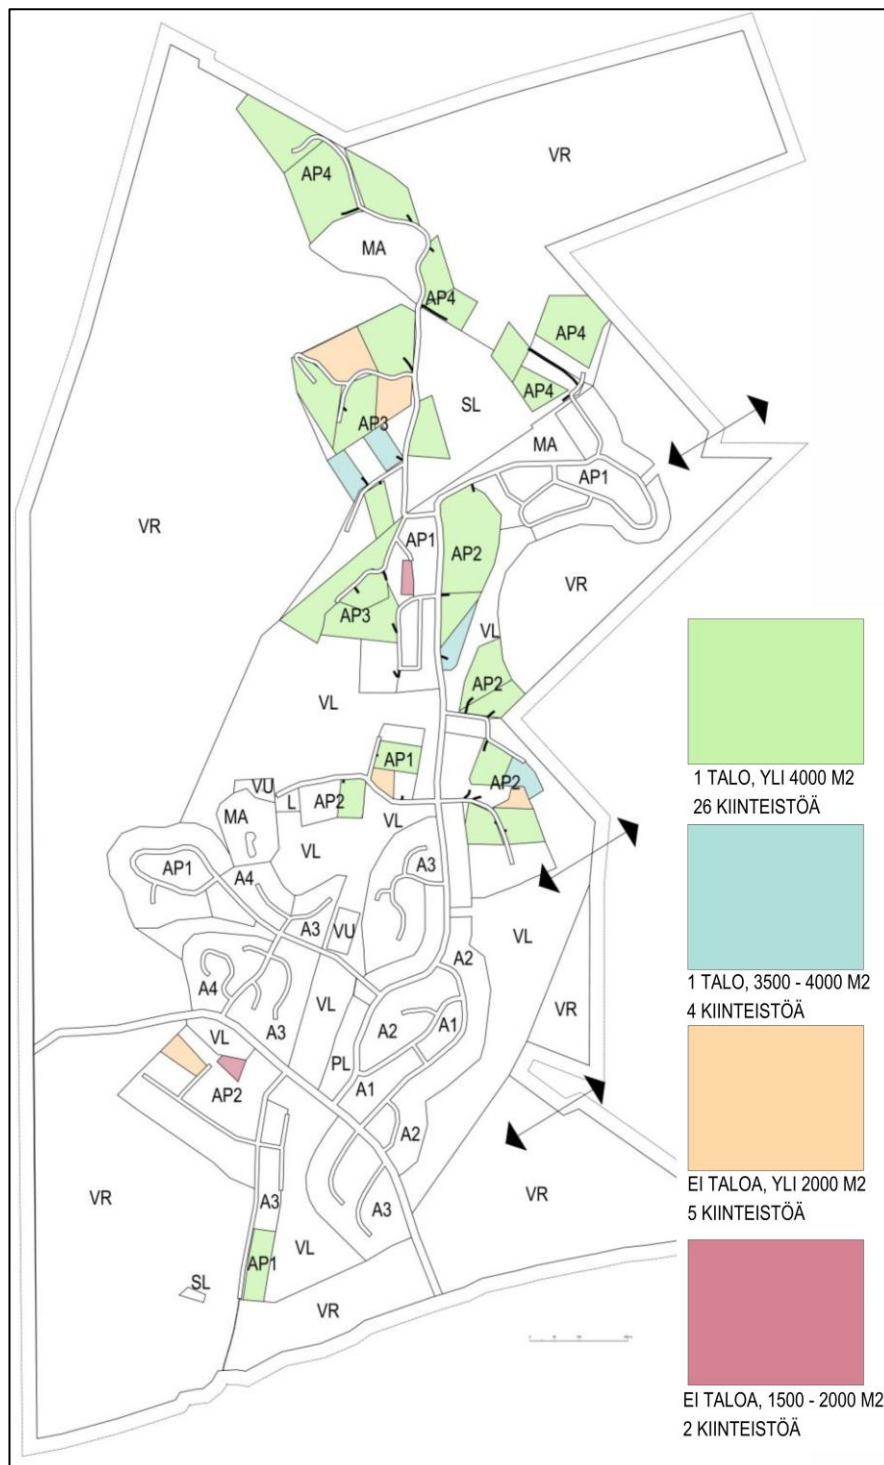 VR
AP4
MA
AP4
AP4
AP4
SL
AP3
MA
AP1
VR
AP1
AP2
VR
AP3
VL
AP2
VL
AP1
AP2
VU
L
AP2
MA
VL
VL
A3
AP1
A4
A3
VU
VL
A2
A4
VL
A3
A2
A1
VR
VL
PL
A1
AP2
A2
VR
VR
A3
A3
VL
AP1
SL
VR
1 TALO, YLI 4000 M2
26 KIINTEISTÖÄ
1 TALO, 3500 - 4000 M2
4 KIINTEISTÖÄ
EI TALOA, YLI 2000 M2
5 KIINTEISTÖÄ
EI TALOA, 1500 - 2000 M2
2 KIINTEISTÖÄ